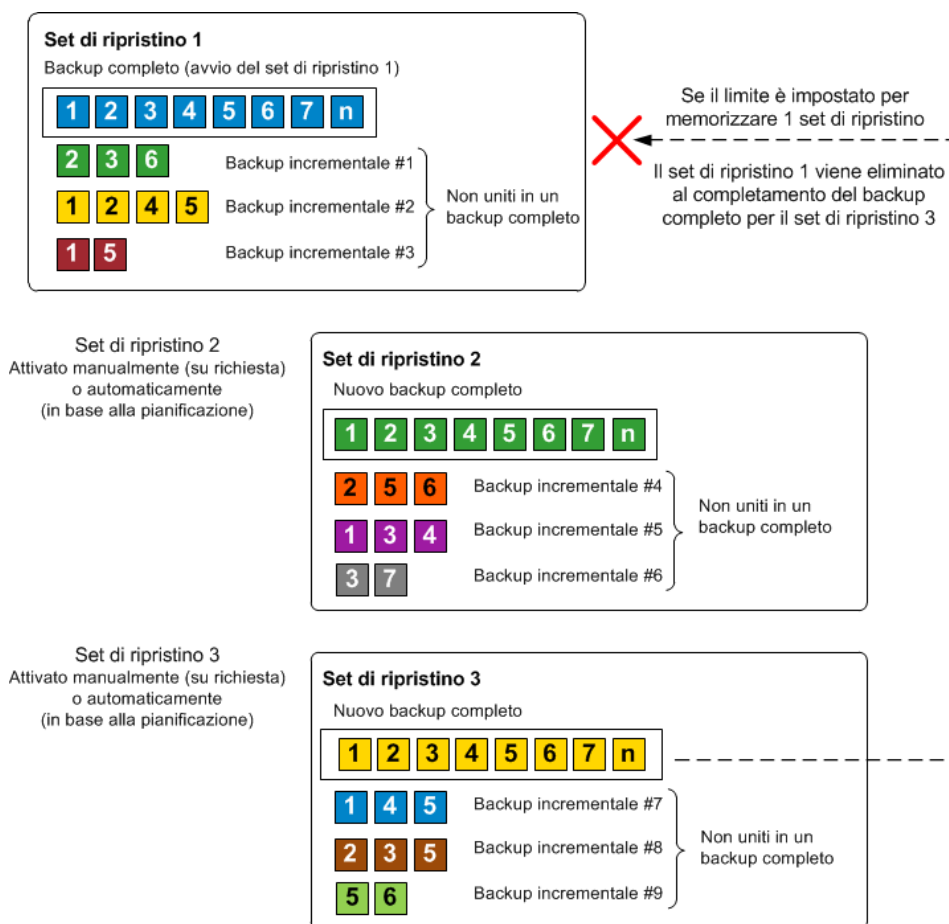 Set di ripristino 1
Backup completo (avvio del set di ripristino 1)
1 2 3 4 5 6 7 n
2 3 6 Backup incrementale #1
1 2 4 5 Backup incrementale #2
1 5 Backup incrementale #3
Non uniti in un
backup completo
Se il limite è impostato per
memorizzare 1 set di ripristino
Il set di ripristino 1 viene eliminato
al completamento del backup
completo per il set di ripristino 3
Set di ripristino 2
Attivato manualmente (su richiesta)
o automaticamente
(in base alla pianificazione)
Set di ripristino 2
Nuovo backup completo
1 2 3 4 5 6 7 n
2 5 6 Backup incrementale #4
1 3 4 Backup incrementale #5
3 7 Backup incrementale #6
Non uniti in un
backup completo
Set di ripristino 3
Attivato manualmente (su richiesta)
o automaticamente
(in base alla pianificazione)
Set di ripristino 3
Nuovo backup completo
1 2 3 4 5 6 7 n
1 4 5 Backup incrementale #7
2 3 5 Backup incrementale #8
5 6 Backup incrementale #9
Non uniti in un
backup completo